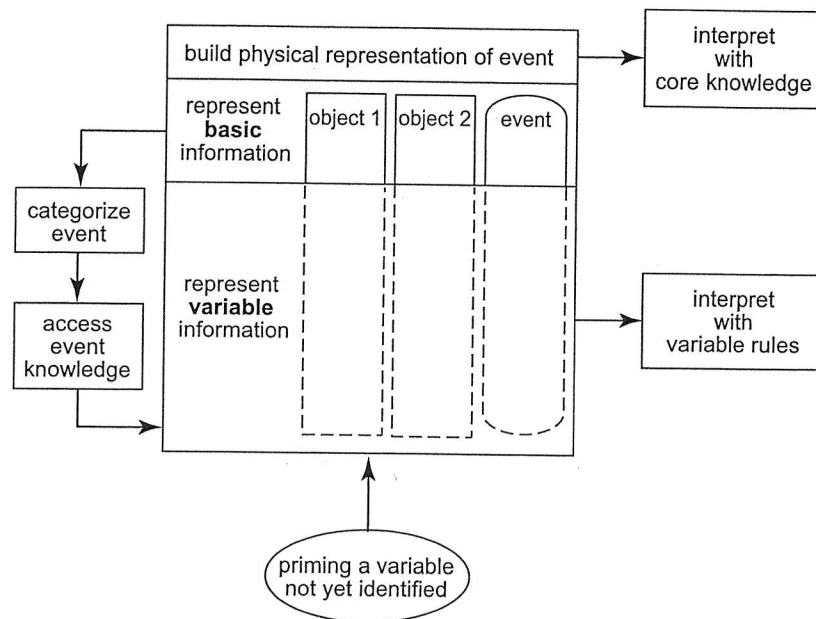 build physical representation of event
interpret
with
core knowledge
represent
basic
information
object 1
object 2
event
categorize
event
access
event
knowledge
represent
variable
information
interpret
with
variable rules
priming a variable
not yet identified